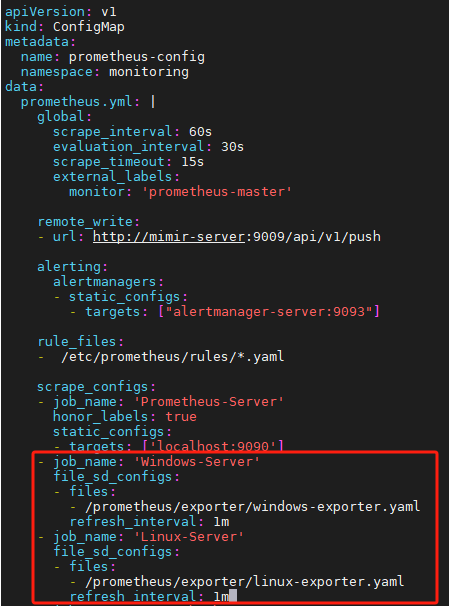 apiVersion: v1
kind: ConfigMap
metadata:
  name: prometheus-config
  namespace: monitoring
data:
  prometheus.yml: |
    global:
      scrape_interval: 60s
      evaluation_interval: 30s
      scrape_timeout: 15s
      external_labels:
        monitor: 'prometheus-master'

    remote_write:
    - url: http://mimir-server:9009/api/v1/push

    alerting:
      alertmanagers:
      - static_configs:
        - targets: ["alertmanager-server:9093"]

    rule_files:
    -  /etc/prometheus/rules/*.yaml

    scrape_configs:
    - job_name: 'Prometheus-Server'
      honor_labels: true
      static_configs:
      - targets: ['localhost:9090']
    - job_name: 'Windows-Server'
      file_sd_configs:
      - files:
          - /prometheus/exporter/windows-exporter.yaml
        refresh_interval: 1m
    - job_name: 'Linux-Server'
      file_sd_configs:
      - files:
          - /prometheus/exporter/linux-exporter.yaml
        refresh_interval: 1m